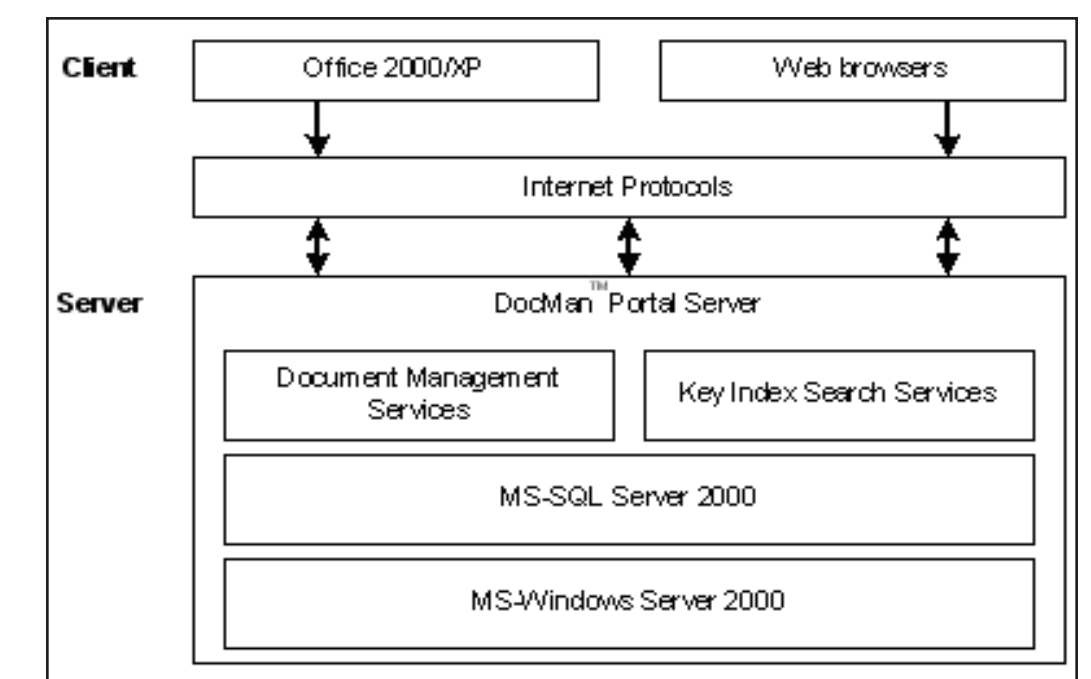 Client
Office 2000/XP
Web browsers
Internet Protocols
Server
DocMan™ Portal Server
Document Management
Services
Key Index Search Services
MS-SQL Server 2000
MS-Windows Server 2000